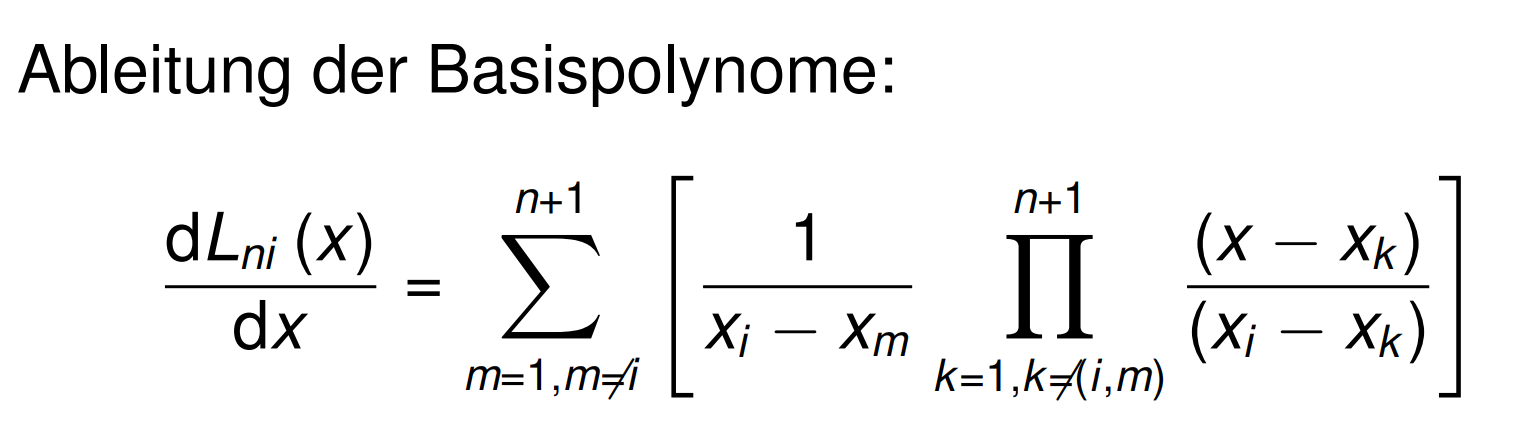 Ableitung der Basispolynome:
\frac{\mathrm{d}L_{ni}(x)}{\mathrm{d}x} = \sum_{m=1,m\neq i}^{n+1} \left[ \frac{1}{x_i - x_m} \prod_{k=1,k\neq(i,m)}^{n+1} \frac{(x - x_k)}{(x_i - x_k)} \right]